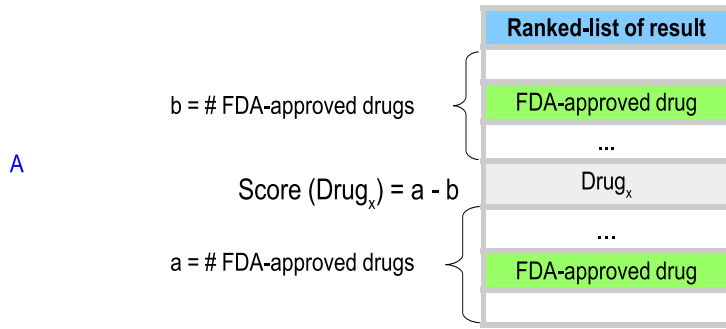 Ranked-list of result
b = # FDA-approved drugs
FDA-approved drug
...
A
Score (Drugₓ) = a - b
Drugₓ
...
a = # FDA-approved drugs
FDA-approved drug